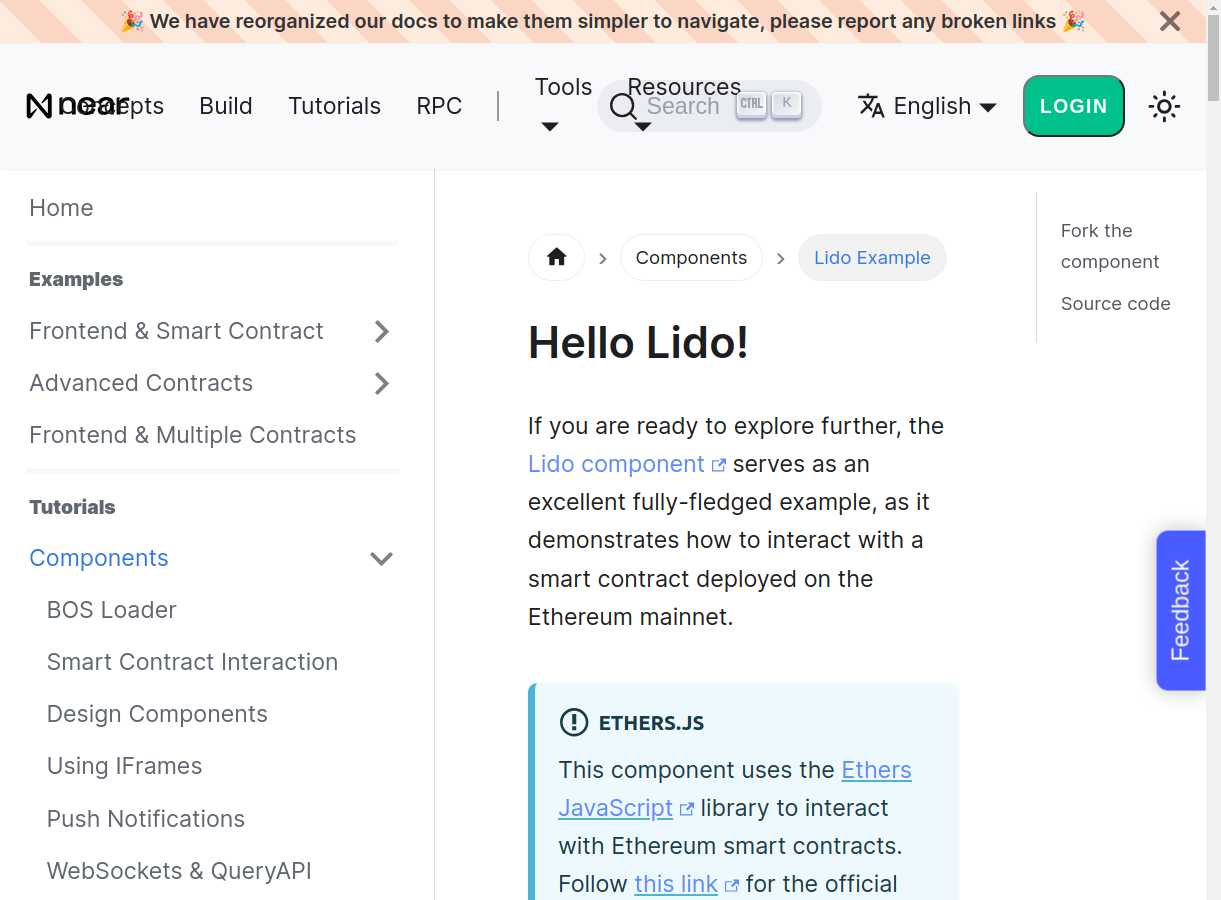 🎉 We have reorganized our docs to make them simpler to navigate, please report any broken links 🎉
near
Concepts
Build
Tutorials
RPC
Tools
Resources
Search
CTRL
K
English
LOGIN
Home
Examples
Frontend & Smart Contract
Advanced Contracts
Frontend & Multiple Contracts
Tutorials
Components
BOS Loader
Smart Contract Interaction
Design Components
Using IFrames
Push Notifications
WebSockets & QueryAPI
Components
Lido Example
Hello Lido!
If you are ready to explore further, the
Lido component serves as an
excellent fully-fledged example, as it
demonstrates how to interact with a
smart contract deployed on the
Ethereum mainnet.
ETHERS.JS
This component uses the Ethers
JavaScript library to interact
with Ethereum smart contracts.
Follow this link for the official
Fork the
component
Source code
Feedback